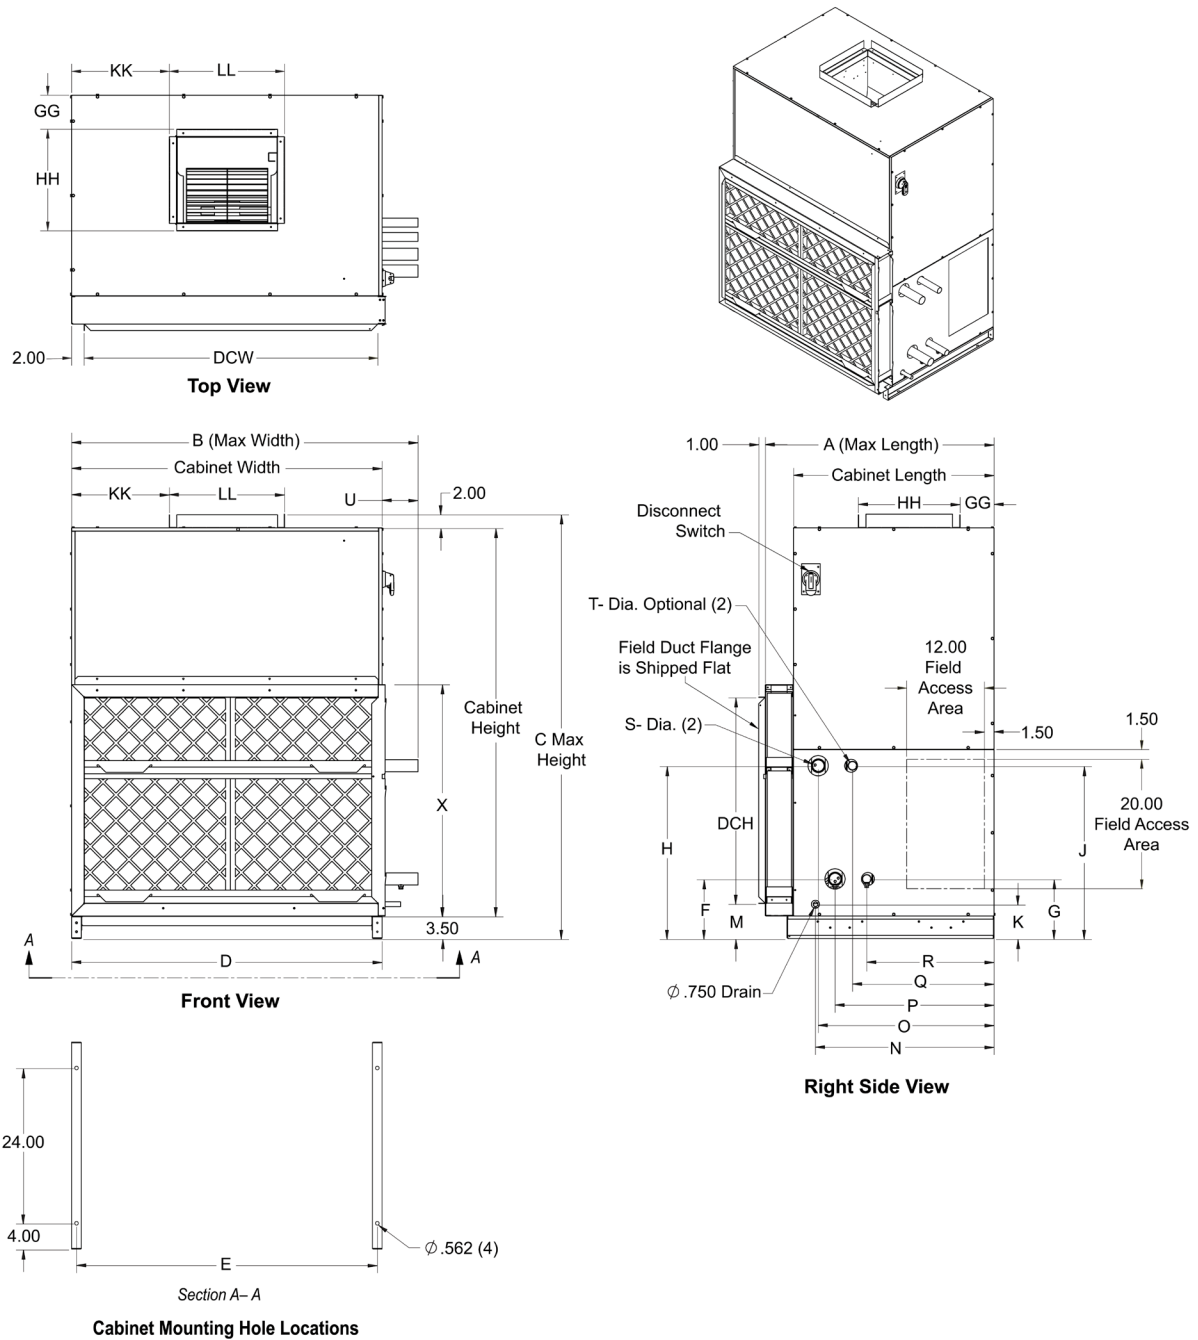 KK
LL
GG
HH
2.00
DCW
Top View
B (Max Width)
Cabinet Width
KK
LL
U
2.00
Cabinet
Height
C Max
Height
X
3.50
A
A
D
Front View
1.00
A (Max Length)
Cabinet Length
HH
GG
Disconnect
Switch
T- Dia. Optional (2)
Field Duct Flange
is Shipped Flat
S- Dia. (2)
12.00
Field
Access
Area
1.50
1.50
20.00
Field Access
Area
DCH
H
J
F
M
K
G
Ø .750 Drain
R
Q
P
O
N
Right Side View
24.00
4.00
E
Ø .562 (4)
Section A– A
Cabinet Mounting Hole Locations